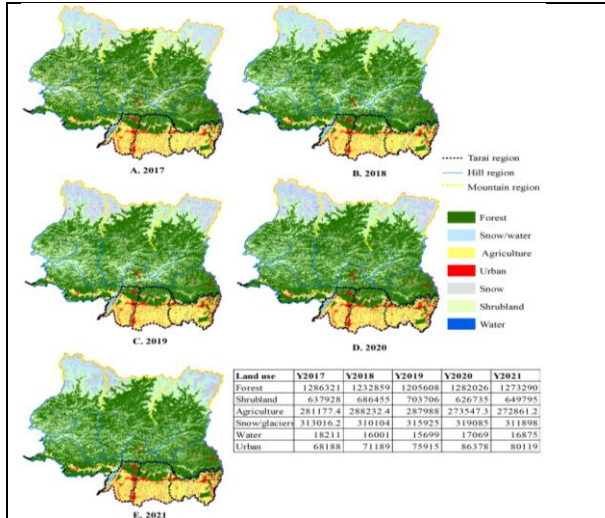 A. 2017
B. 2018
Tarai region
Hill region
Mountain region
Forest
Snow/water
Agriculture
Urban
Snow
Shrubland
Water
C. 2019
D. 2020
Land use Y2017 Y2018 Y2019 Y2020 Y2021
Forest 1286321 1232859 1205608 1282026 1273290
Shrubland 637928 686455 703706 626735 649795
Agriculture 281177.4 288232.4 287988 273547.3 272861.2
Snow/glaciers 313016.2 310104 315925 319085 311898
Water 18211 16001 15699 17069 16875
Urban 68188 71189 75915 86378 80119
E. 2021